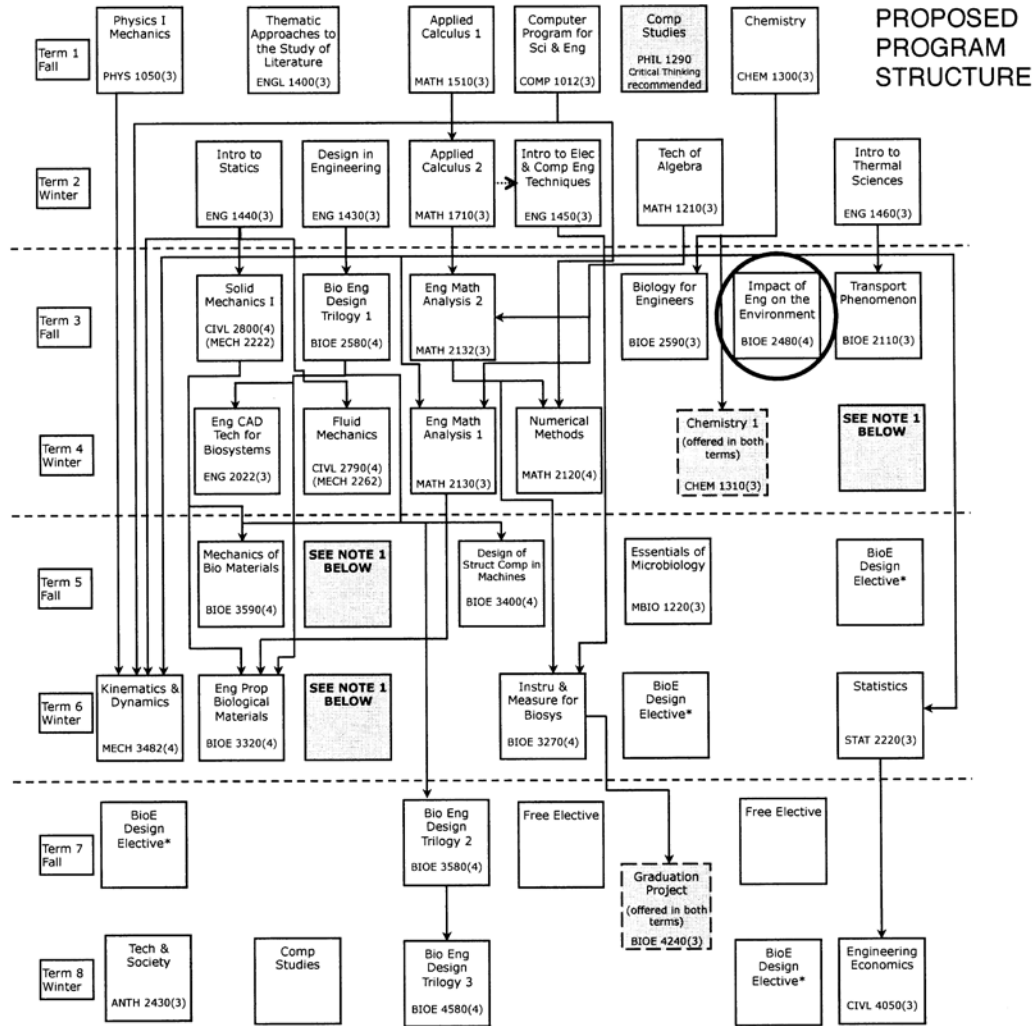 PROPOSED
PROGRAM
STRUCTURE
Term 1
Fall
Physics I
Mechanics
PHYS 1050(3)
Thematic
Approaches to
the Study of
Literature
ENGL 1400(3)
Applied
Calculus 1
MATH 1510(3)
Computer
Program for
Sci & Eng
COMP 1012(3)
Comp
Studies
PHIL 1290
Critical Thinking
recommended
Chemistry
CHEM 1300(3)
Term 2
Winter
Intro to
Statics
ENG 1440(3)
Design in
Engineering
ENG 1430(3)
Applied
Calculus 2
MATH 1710(3)
Intro to Elec
& Comp Eng
Techniques
ENG 1450(3)
Tech of
Algebra
MATH 1210(3)
Intro to
Thermal
Sciences
ENG 1460(3)
Term 3
Fall
Solid
Mechanics I
CIVL 2800(4)
(MECH 2222)
Bio Eng
Design
Trilogy 1
BIOE 2580(4)
Eng Math
Analysis 2
MATH 2132(3)
Biology for
Engineers
BIOE 2590(3)
Impact of
Eng on the
Environment
BIOE 2480(4)
Transport
Phenomenon
BIOE 2110(3)
Term 4
Winter
Eng CAD
Tech for
Biosystems
ENG 2022(3)
Fluid
Mechanics
CIVL 2790(4)
(MECH 2262)
Eng Math
Analysis 1
MATH 2130(3)
Numerical
Methods
MATH 2120(4)
Chemistry 1
(offered in both
terms)
CHEM 1310(3)
SEE NOTE 1
BELOW
Term 5
Fall
Mechanics of
Bio Materials
BIOE 3590(4)
SEE NOTE 1
BELOW
Design of
Struct Comp in
Machines
BIOE 3400(4)
Essentials of
Microbiology
MBIO 1220(3)
BioE
Design
Elective*
Term 6
Winter
Kinematics &
Dynamics
MECH 3482(4)
Eng Prop
Biological
Materials
BIOE 3320(4)
SEE NOTE 1
BELOW
Instru &
Measure for
Biosys
BIOE 3270(4)
BioE
Design
Elective*
Statistics
STAT 2220(3)
Term 7
Fall
BioE
Design
Elective*
Bio Eng
Design
Trilogy 2
BIOE 3580(4)
Free Elective
Graduation
Project
(offered in both
terms)
BIOE 4240(3)
Free Elective
Term 8
Winter
Tech &
Society
ANTH 2430(3)
Comp
Studies
Bio Eng
Design
Trilogy 3
BIOE 4580(4)
BioE
Design
Elective*
Engineering
Economics
CIVL 4050(3)